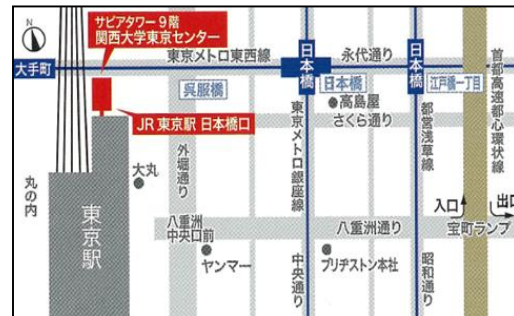 サピアタワー 9階
関西大学東京センター
N
大手町
東京メトロ東西線
日本橋
永代通り
日本橋
首都高速都心環状線
呉服橋
日本橋
江戸橋一丁目
高島屋
さくら通り
JR 東京駅 日本橋口
外堀通り
東京メトロ銀座線
都営浅草線
丸の内
大丸
東京駅
入口
出口
八重洲
中央口前
八重洲通り
宝町ランプ
ヤンマー
ブリヂストン本社
中央通り
昭和通り